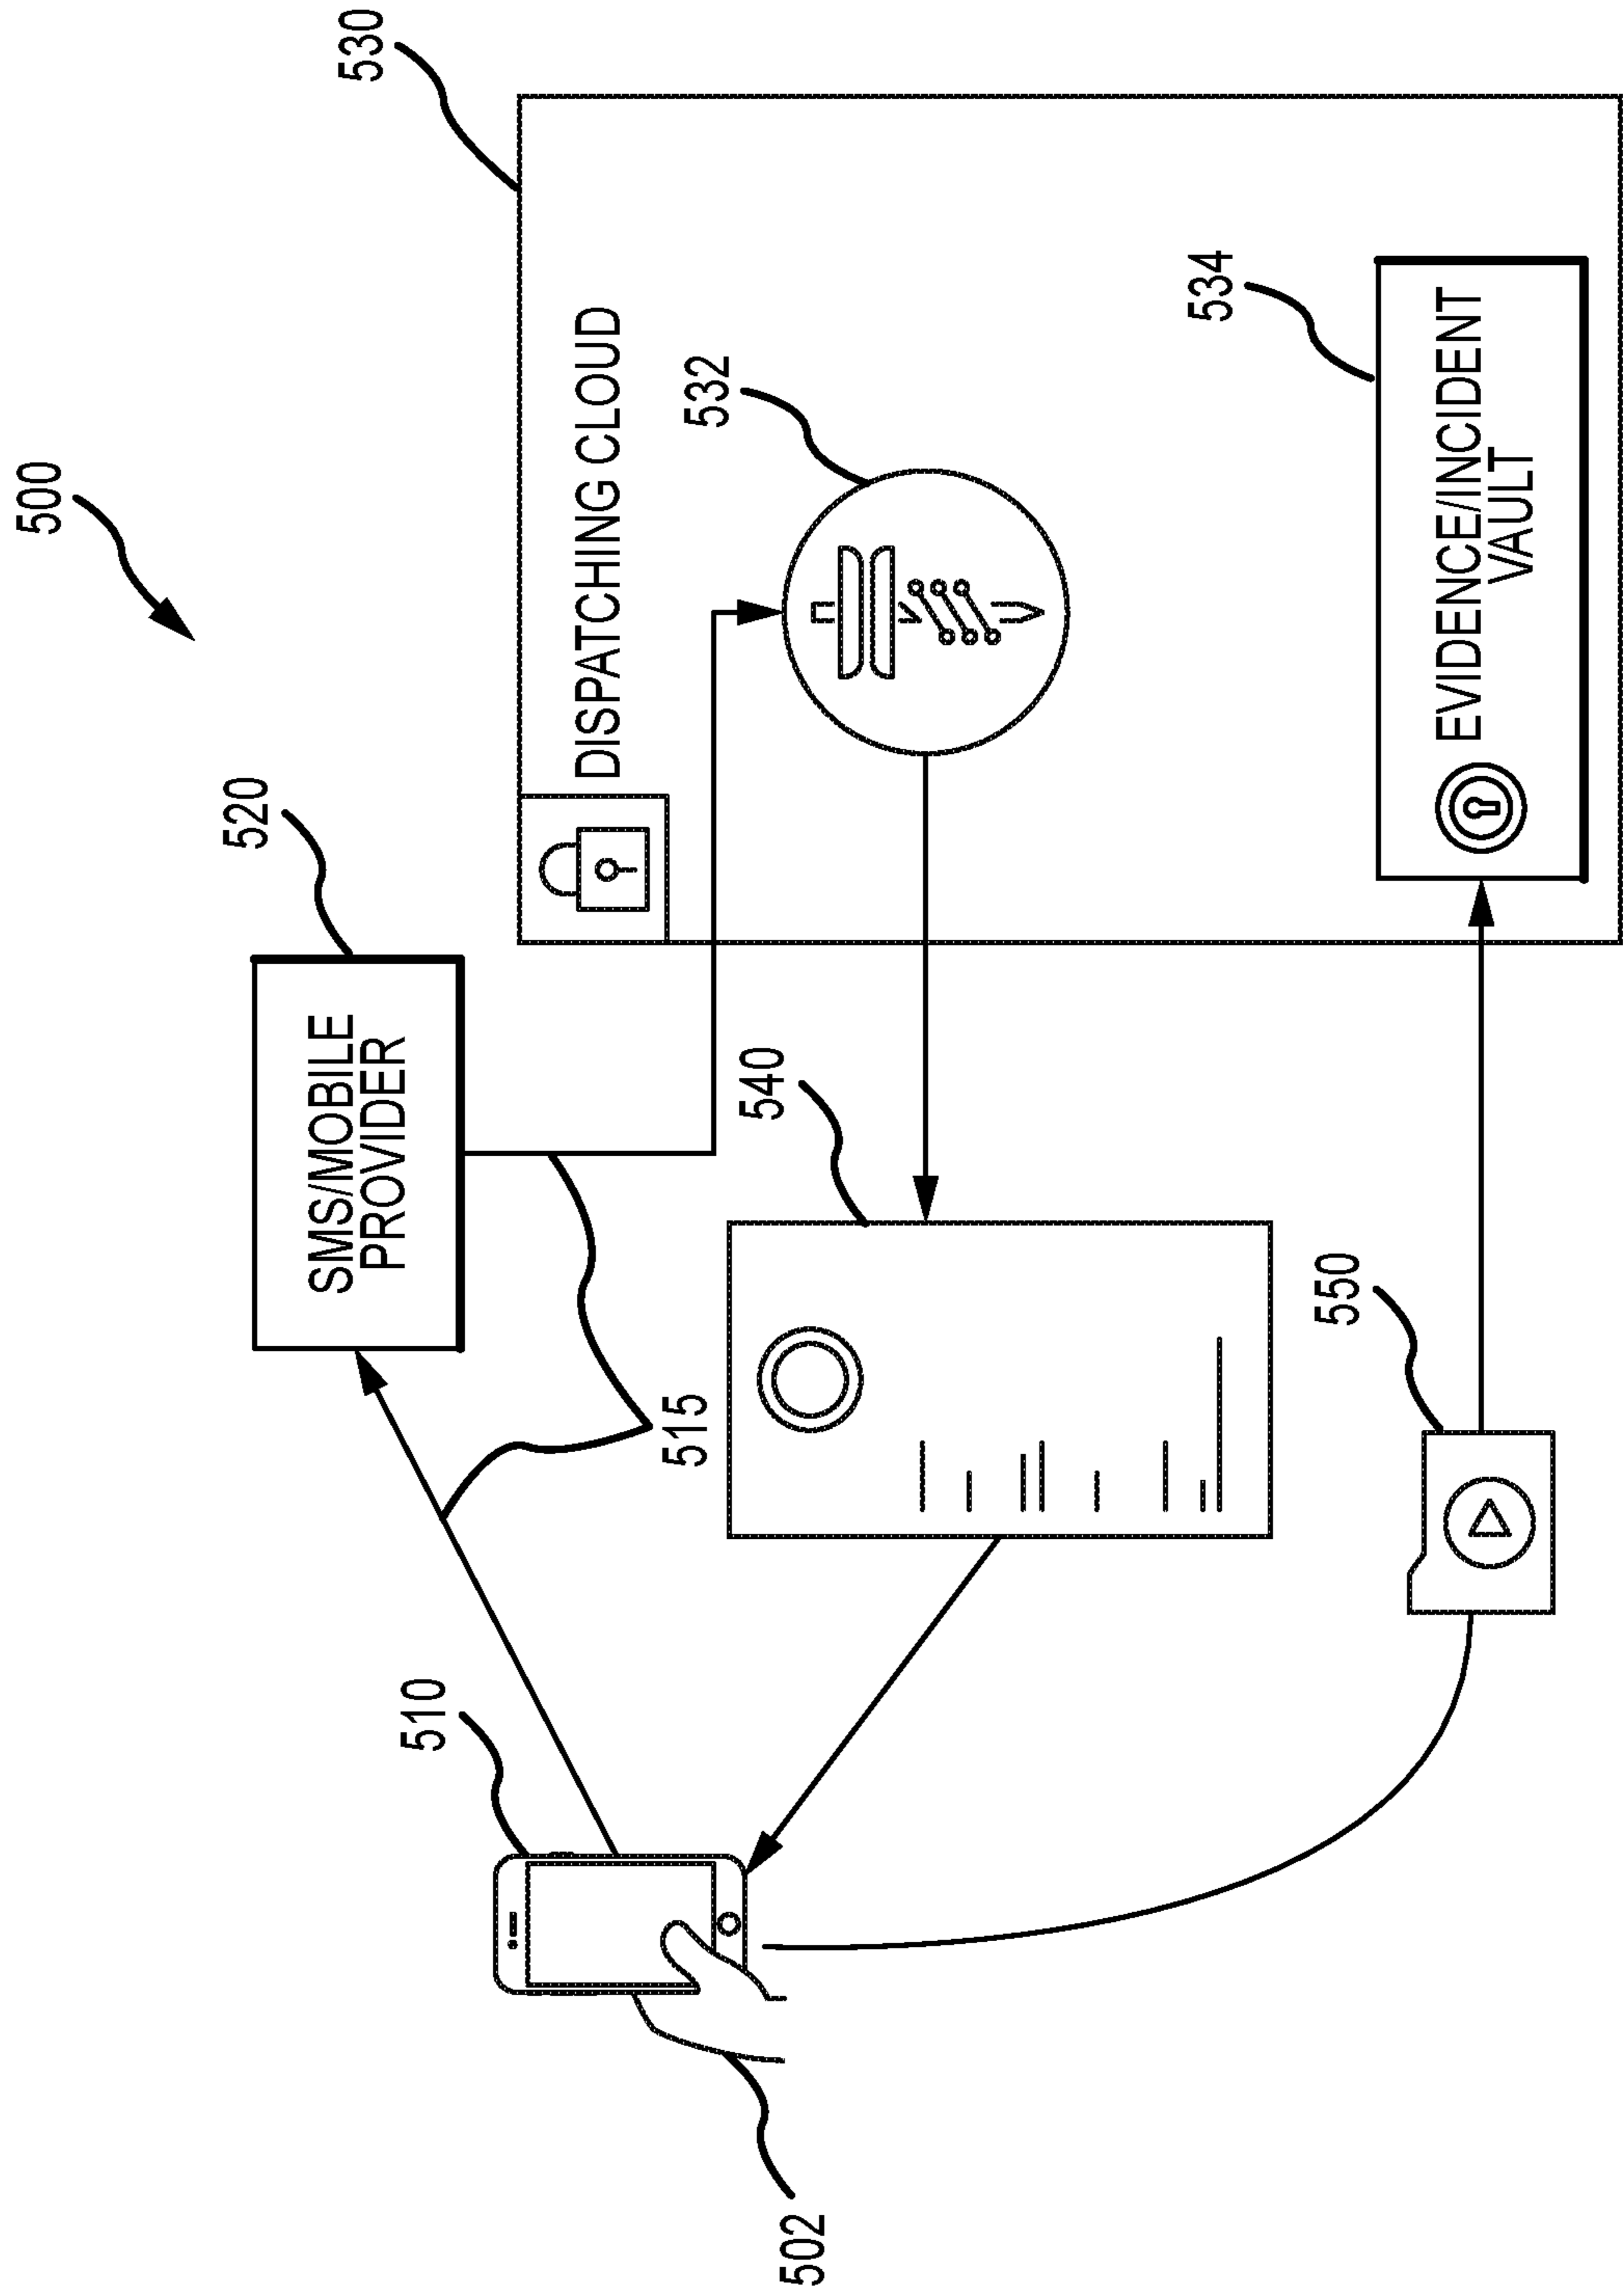 500
520
SMS/MOBILE
PROVIDER
530
DISPATCHING CLOUD
510
515
540
532
534
EVIDENCE/INCIDENT
VAULT
550
502